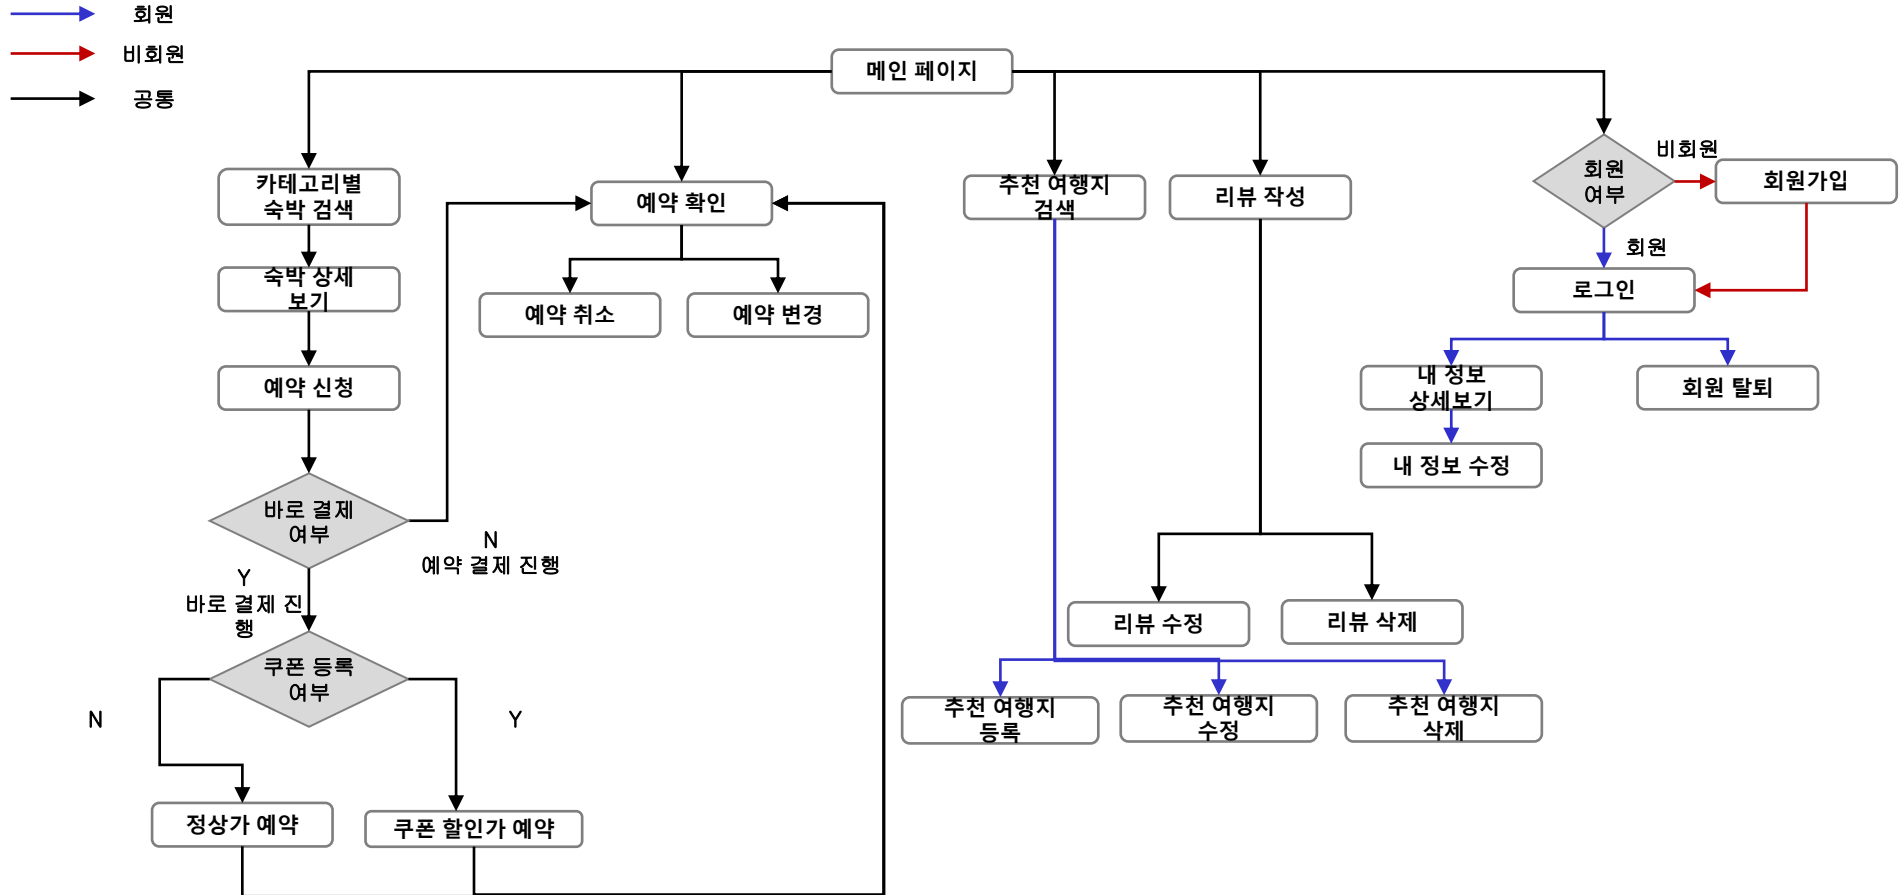 회원
비회원
공통
메인 페이지
카테고리별
숙박 검색
숙박 상세
보기
예약 신청
바로 결제
여부
N
예약 결제 진행
Y
바로 결제 진
행
쿠폰 등록
여부
N
Y
정상가 예약
쿠폰 할인가 예약
예약 확인
예약 취소
예약 변경
추천 여행지
검색
리뷰 작성
리뷰 수정
리뷰 삭제
추천 여행지
등록
추천 여행지
수정
추천 여행지
삭제
회원
여부
비회원
회원가입
회원
로그인
내 정보
상세보기
회원 탈퇴
내 정보 수정